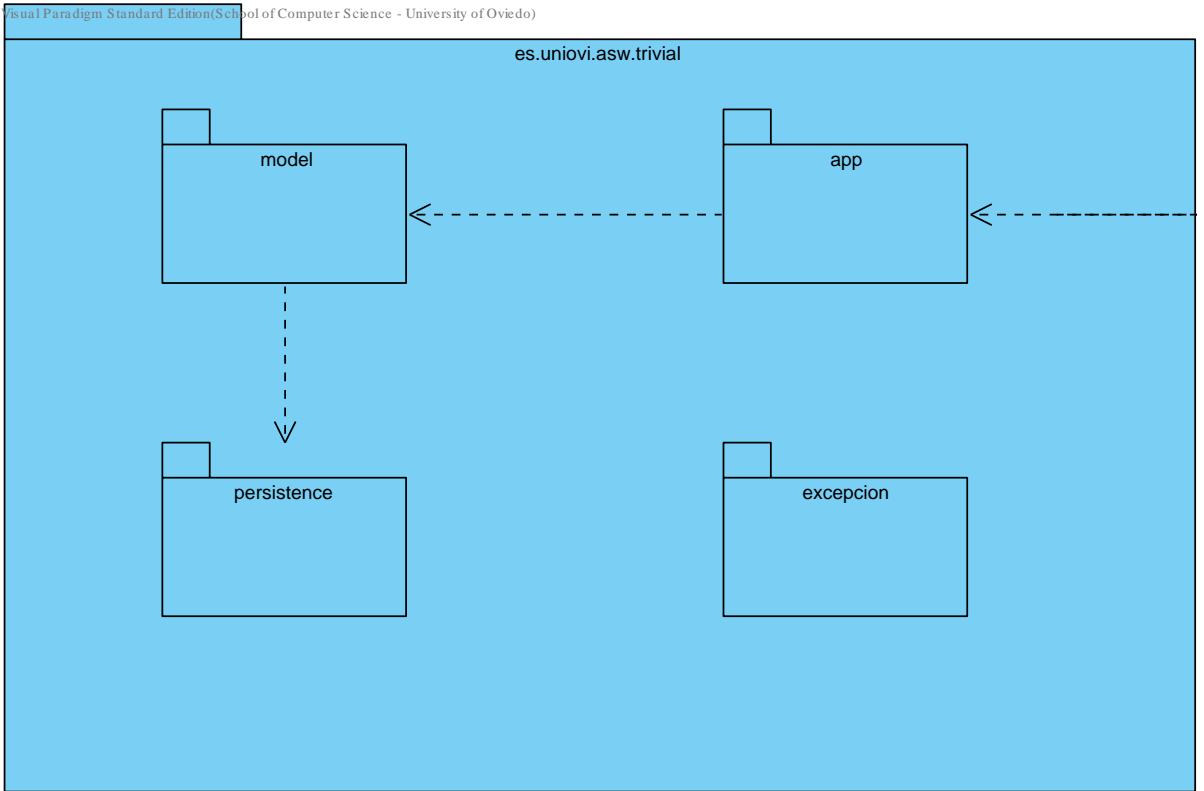 Visual Paradigm Standard Edition(School of Computer Science - University of Oviedo)
es.uniovi.asw.trivial
model
app
persistence
excepcion